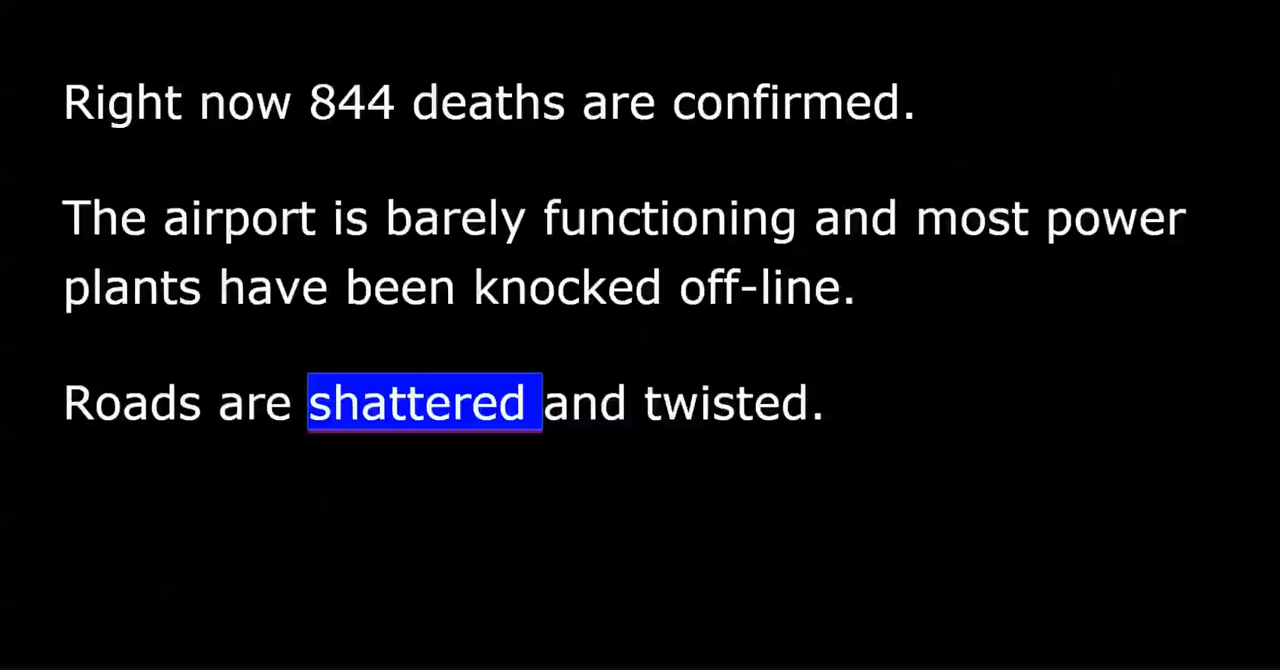 Right now 844 deaths are confirmed.
The airport is barely functioning and most power
plants have been knocked off-line.
Roads are shattered and twisted.